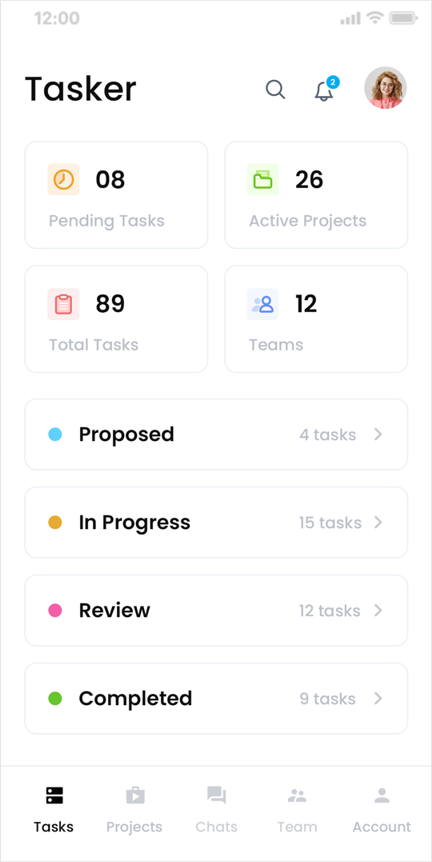 12:00
Tasker
2
08
Pending Tasks
26
Active Projects
89
Total Tasks
12
Teams
Proposed 4 tasks
In Progress 15 tasks
Review 12 tasks
Completed 9 tasks
Tasks Projects Chats Team Account